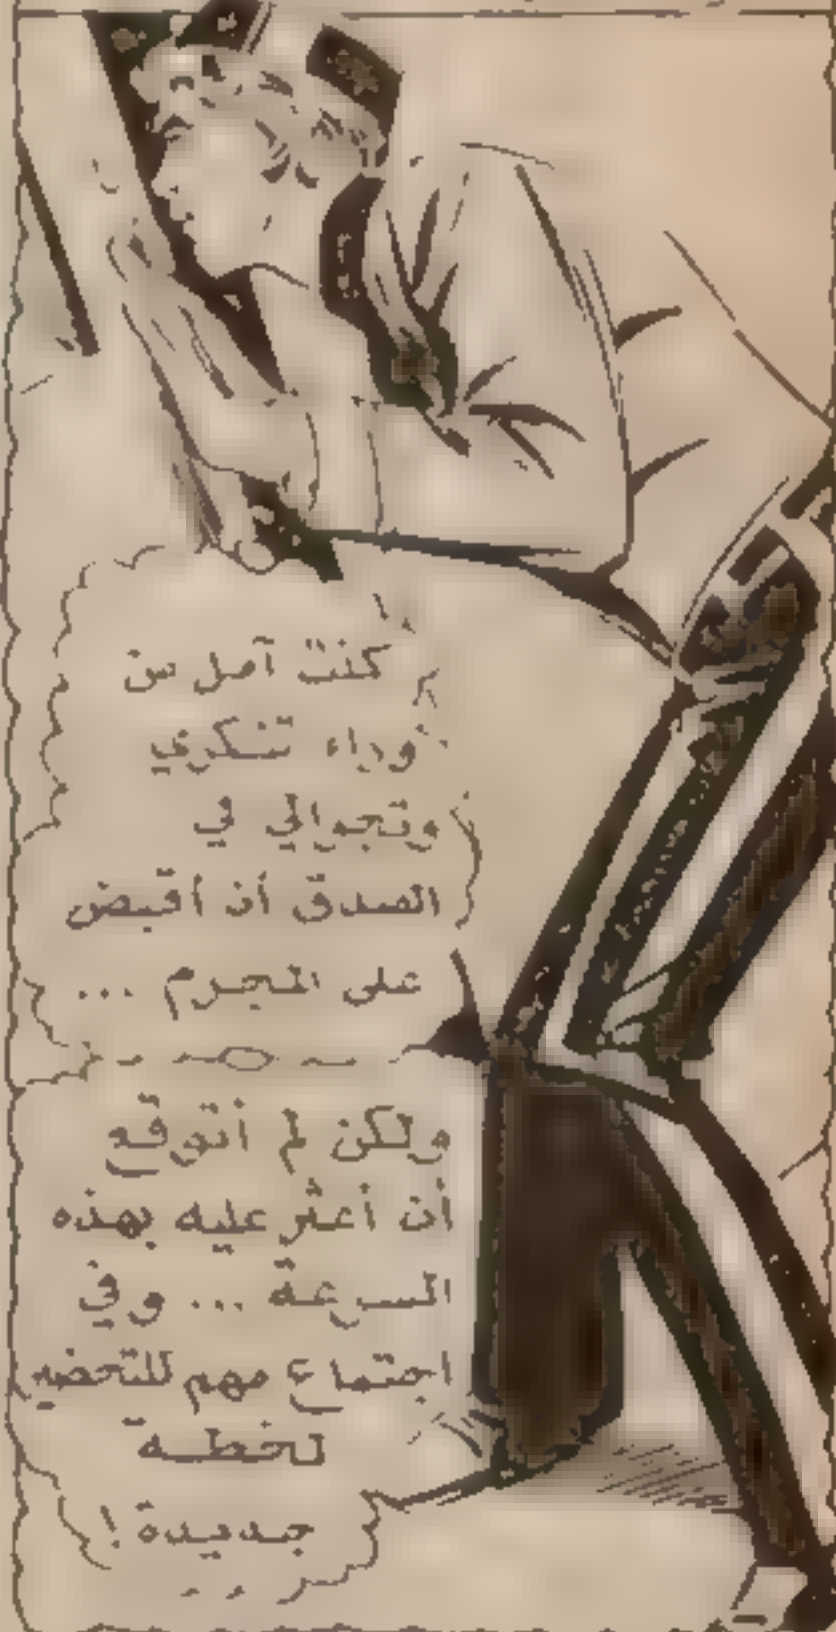 كنت آمل من
وراء تنكري
وتجوالي في
الفندق أن أقبض
على المجرم ...
ولكن لم أتوقع
أن أعثر عليه بهذه
السرعة ... وفي
اجتماع مهم للتحضير
لخطة
جديدة !